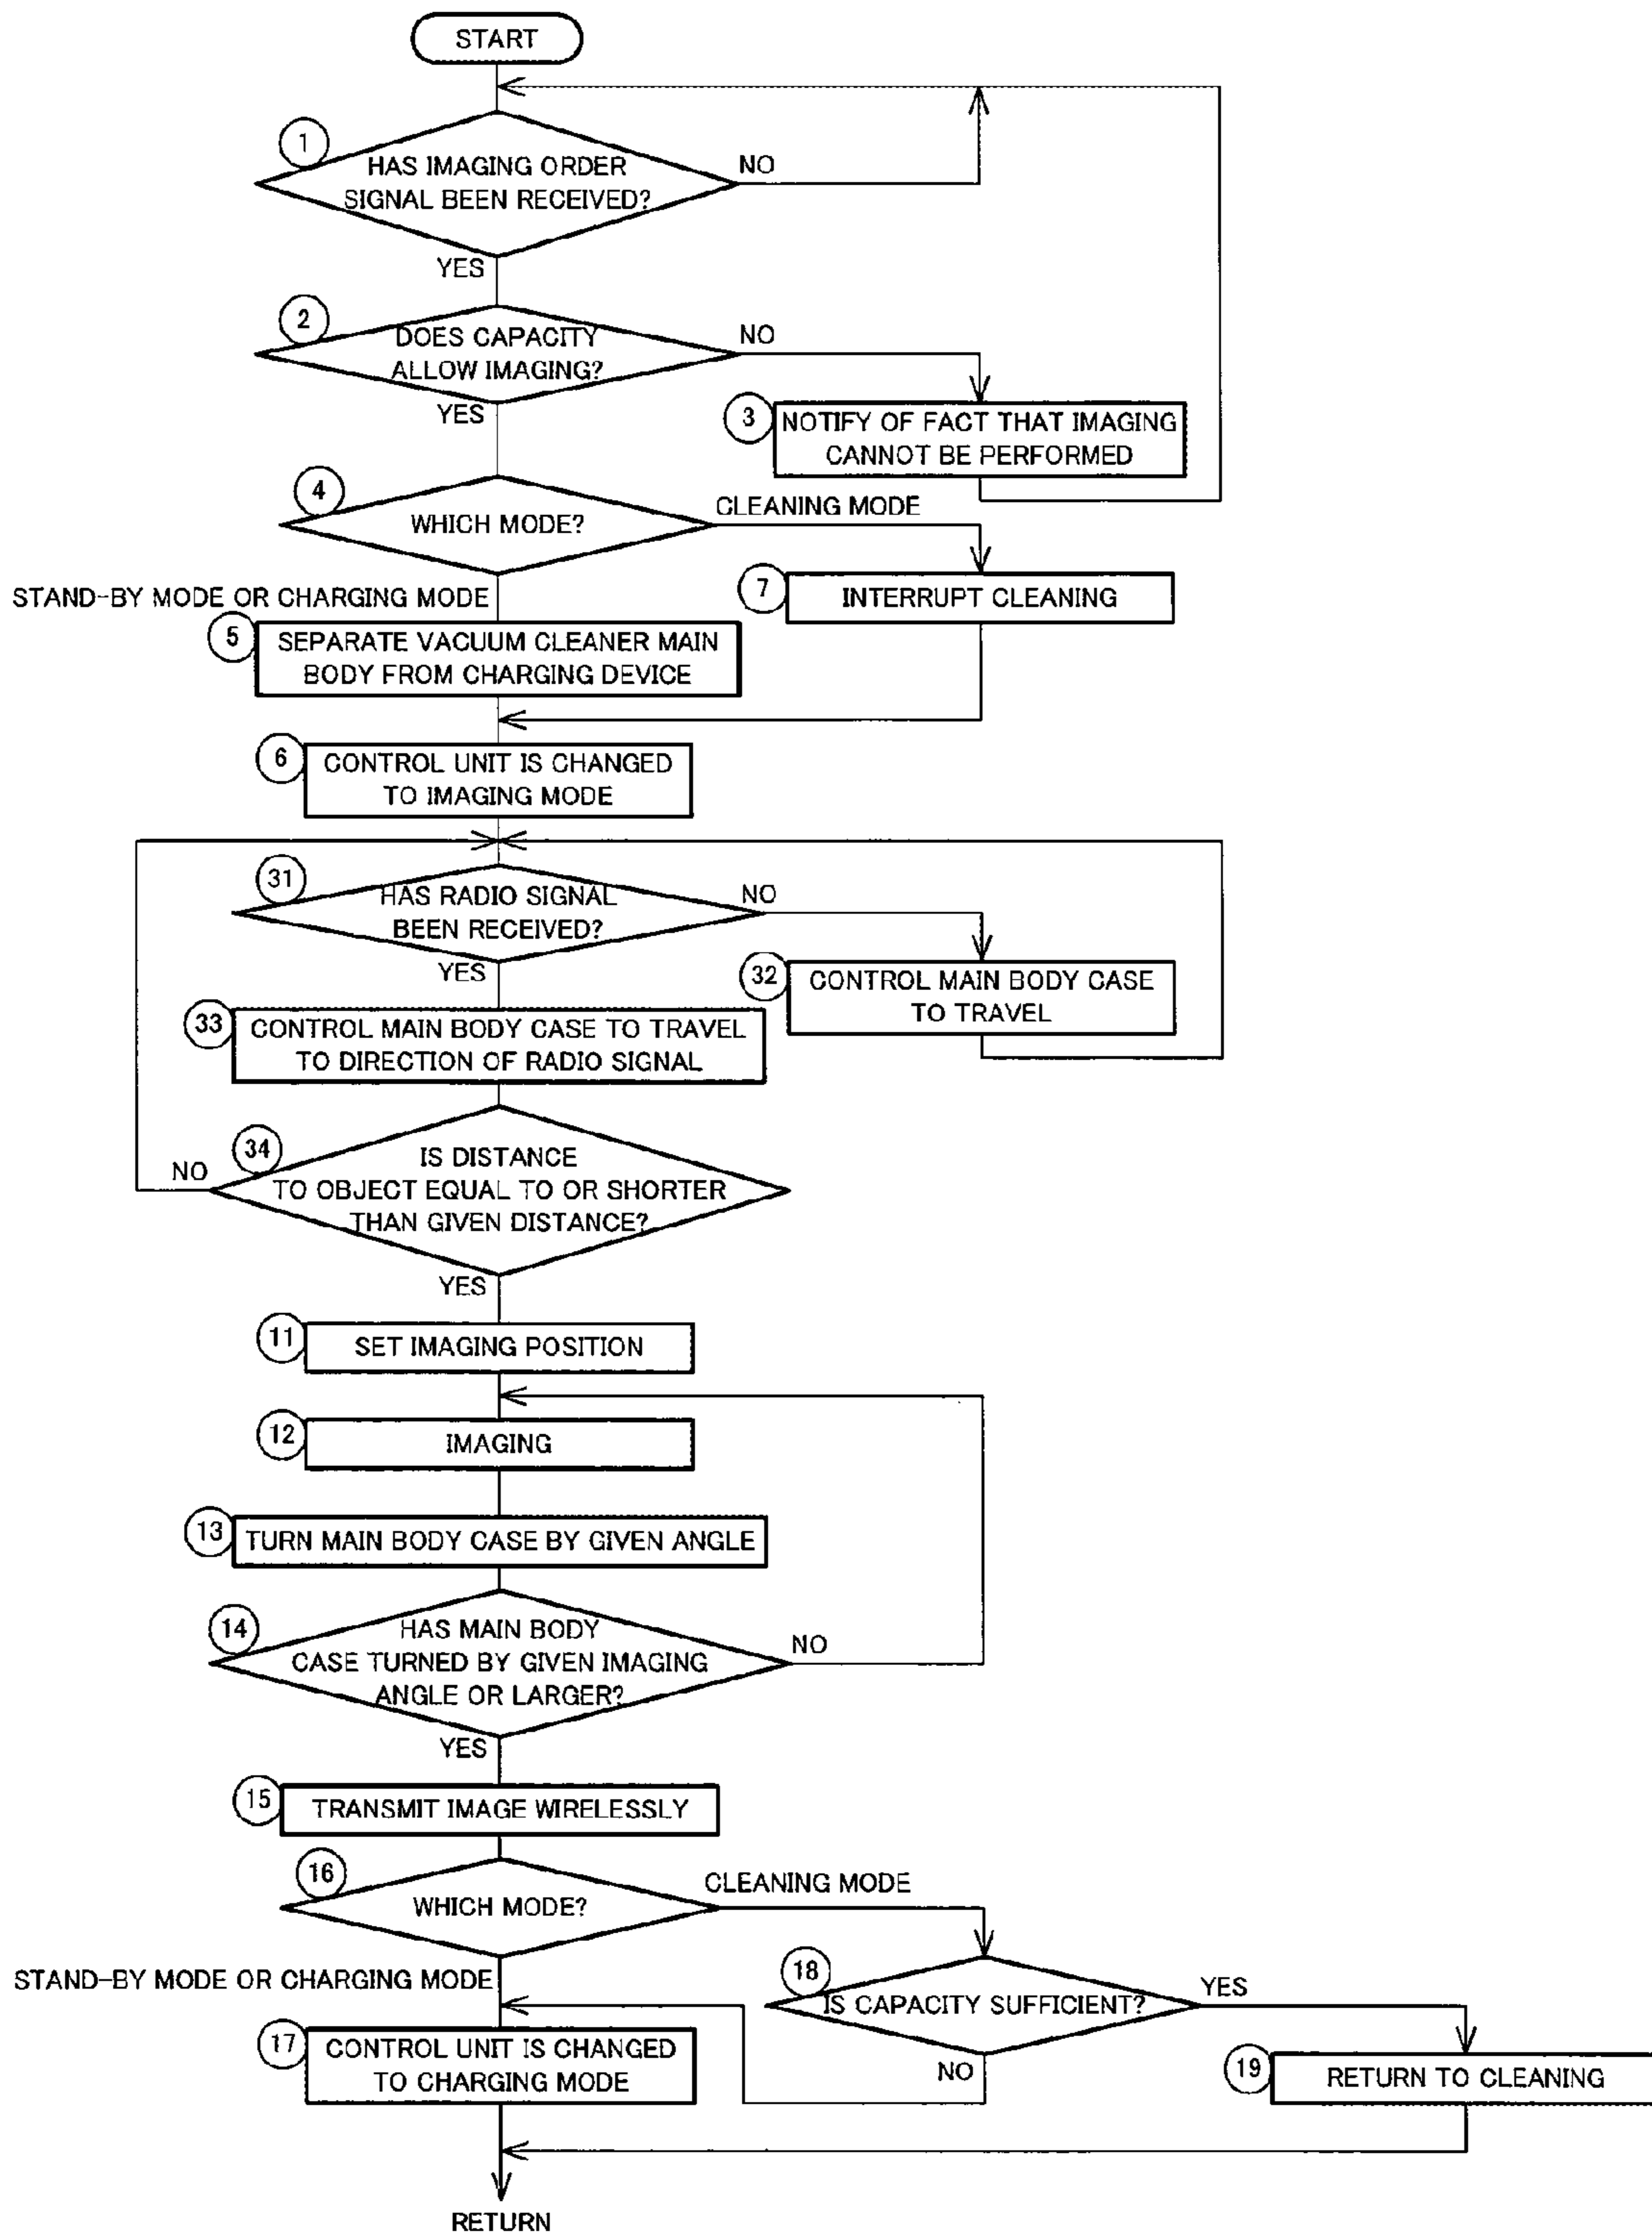 START
1
HAS IMAGING ORDER
SIGNAL BEEN RECEIVED?
NO
YES
2
DOES CAPACITY
ALLOW IMAGING?
NO
YES
3
NOTIFY OF FACT THAT IMAGING
CANNOT BE PERFORMED
4
WHICH MODE?
CLEANING MODE
STAND-BY MODE OR CHARGING MODE
7
INTERRUPT CLEANING
5
SEPARATE VACUUM CLEANER MAIN
BODY FROM CHARGING DEVICE
6
CONTROL UNIT IS CHANGED
TO IMAGING MODE
31
HAS RADIO SIGNAL
BEEN RECEIVED?
NO
YES
32
CONTROL MAIN BODY CASE
TO TRAVEL
33
CONTROL MAIN BODY CASE TO TRAVEL
TO DIRECTION OF RADIO SIGNAL
34
IS DISTANCE
TO OBJECT EQUAL TO OR SHORTER
THAN GIVEN DISTANCE?
NO
YES
11
SET IMAGING POSITION
12
IMAGING
13
TURN MAIN BODY CASE BY GIVEN ANGLE
14
HAS MAIN BODY
CASE TURNED BY GIVEN IMAGING
ANGLE OR LARGER?
NO
YES
15
TRANSMIT IMAGE WIRELESSLY
16
WHICH MODE?
CLEANING MODE
STAND-BY MODE OR CHARGING MODE
18
IS CAPACITY SUFFICIENT?
YES
NO
17
CONTROL UNIT IS CHANGED
TO CHARGING MODE
19
RETURN TO CLEANING
RETURN